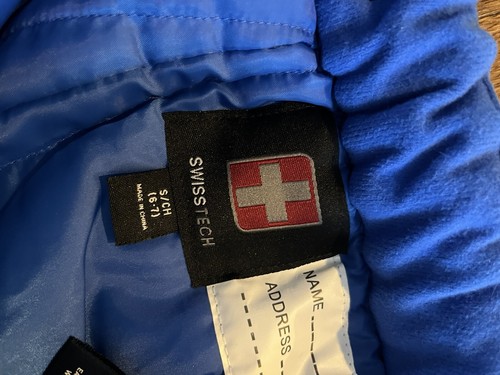 SWISSTECH
S/CH
(6-7)
MADE IN CHINA
NAME
ADDRESS